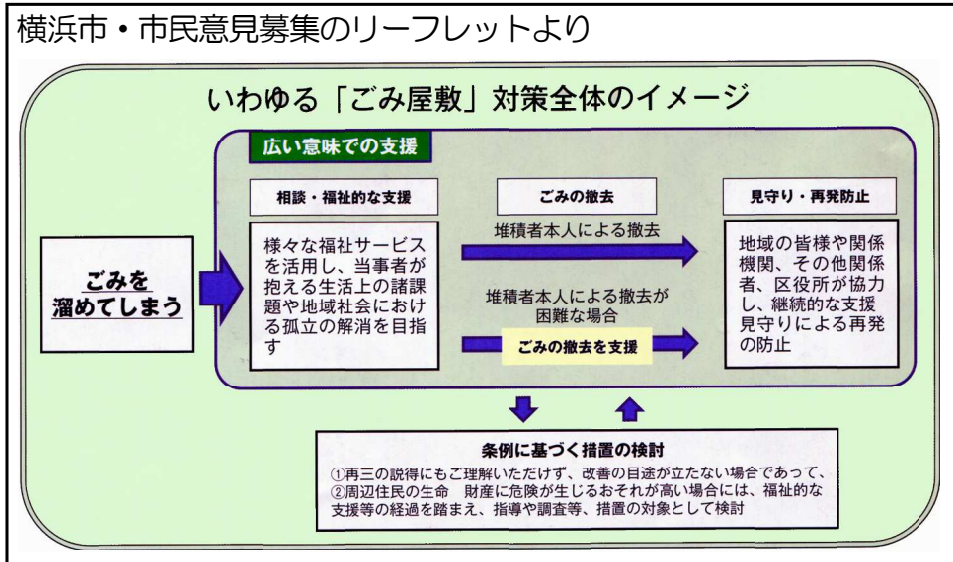 横浜市・市民意見募集のリーフレットより
いわゆる「ごみ屋敷」対策全体のイメージ
広い意味での支援
ごみを
溜めてしまう
相談・福祉的な支援
様々な福祉サービス
を活用し、当事者が
抱える生活上の諸課
題や地域社会におけ
る孤立の解消を目指
す
ごみの撤去
堆積者本人による撤去
堆積者本人による撤去が
困難な場合
ごみの撤去を支援
見守り・再発防止
地域の皆様や関係
機関、その他関係
者、区役所が協力
し、継続的な支援
見守りによる再発
の防止
条例に基づく措置の検討
①再三の説得にもご理解いただけず、改善の目途が立たない場合であって、
②周辺住民の生命　財産に危険が生じるおそれが高い場合には、福祉的な
支援等の経過を踏まえ、指導や調査等、措置の対象として検討